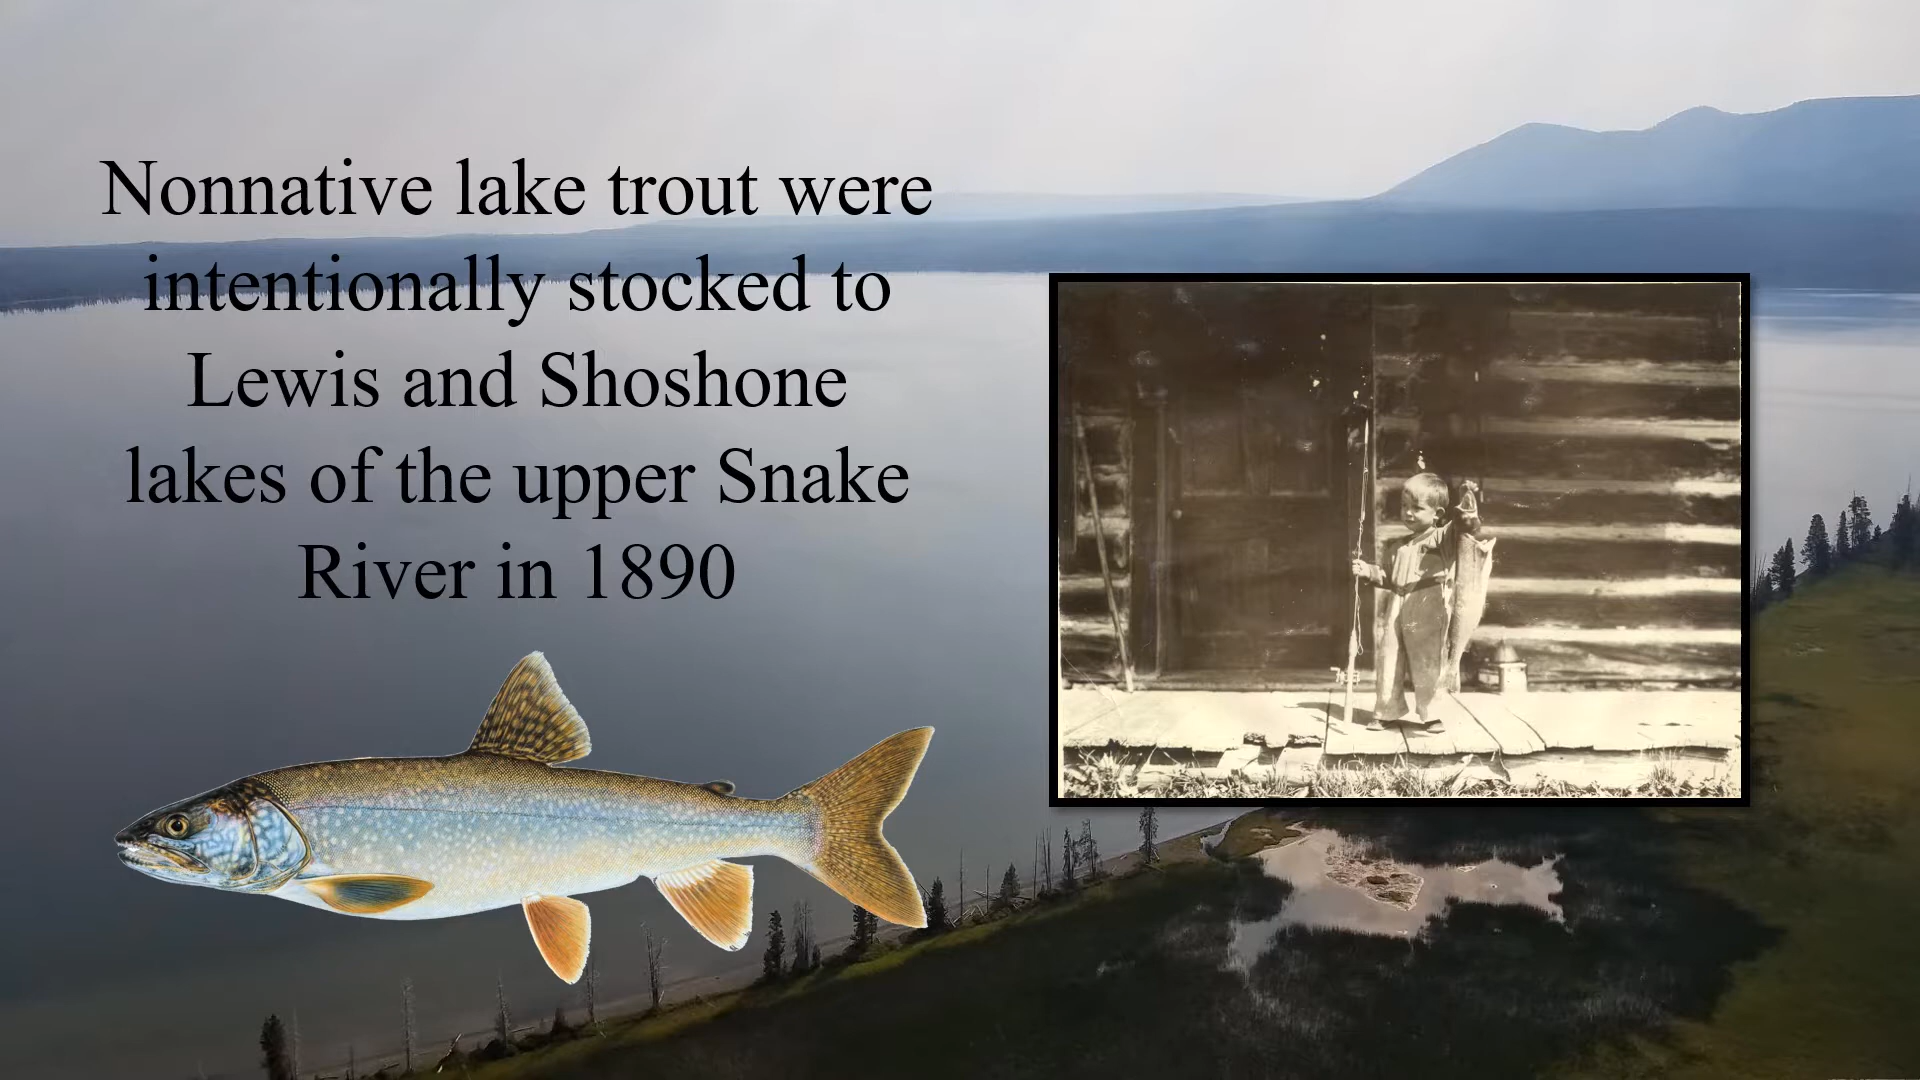 Nonnative lake trout were
intentionally stocked to
Lewis and Shoshone
lakes of the upper Snake
River in 1890